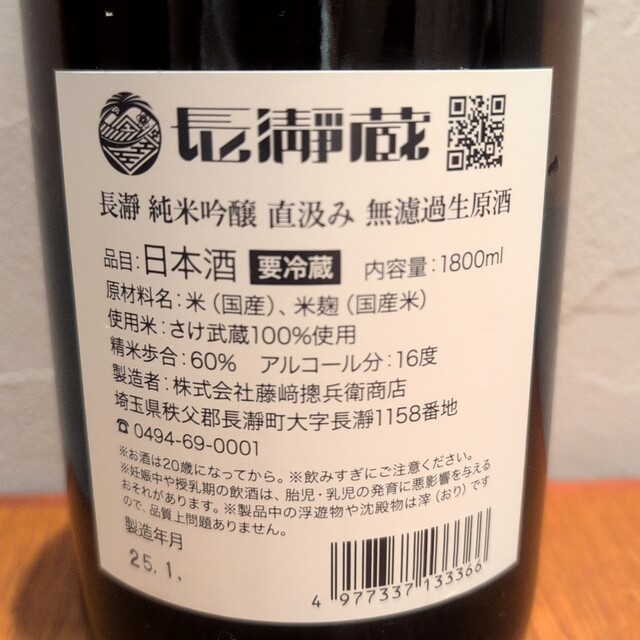 長瀞蔵
長瀞 純米吟醸 直汲み 無濾過生原酒
品目:日本酒 要冷蔵 内容量:1800ml
原材料名:米(国産)、米麹(国産米)
使用米:さけ武蔵100%使用
精米歩合:60% アルコール分:16度
製造者:株式会社藤﨑摠兵衛商店
埼玉県秩父郡長瀞町大字長瀞1158番地
☎0494-69-0001
※お酒は20歳になってから。※飲みすぎにご注意ください。
※妊娠中や授乳期の飲酒は、胎児・乳児の発育に悪影響を与える
おそれがあります。※製品中の浮遊物や沈殿物は滓(おり)です
ので、品質上問題ありません。
製造年月
25.1.
4 977337 133366